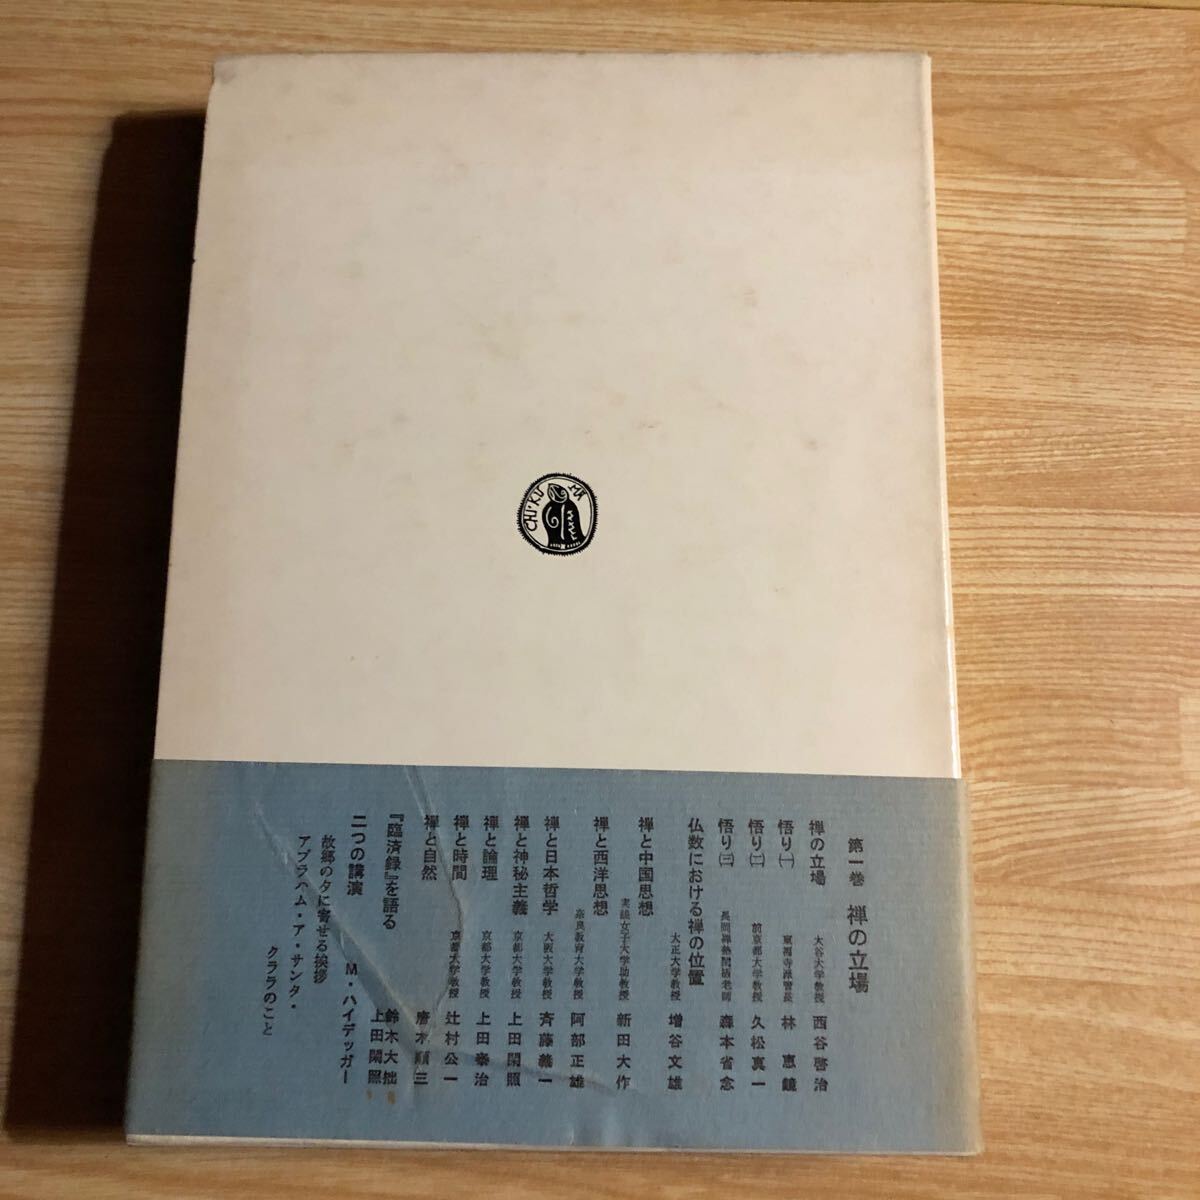 CHI'KU MA
第一巻 禅の立場
禅の立場 大谷大学教授 西谷啓治
悟り(一) 東福寺派管長 林恵鏡
悟り(二) 前京都大学教授 久松真一
悟り(三) 長岡禅塾閑栖老師 森本省念
仏教における禅の位置 大正大学教授 増谷文雄
禅と中国思想 実践女子大学助教授 新田大作
禅と西洋思想 奈良教育大学教授 阿部正雄
禅と日本哲学 大阪大学教授 斉藤義一
禅と神秘主義 京都大学教授 上田閑照
禅と論理 京都大学教授 上田泰治
禅と時間 京都大学教授 辻村公一
禅と自然 唐木順三
『臨済録』を語る 鈴木大拙
上田閑照
二つの講演 M・ハイデッガー
故郷の夕に寄せる挨拶
アブラハム・ア・サンタ・
クララのこと